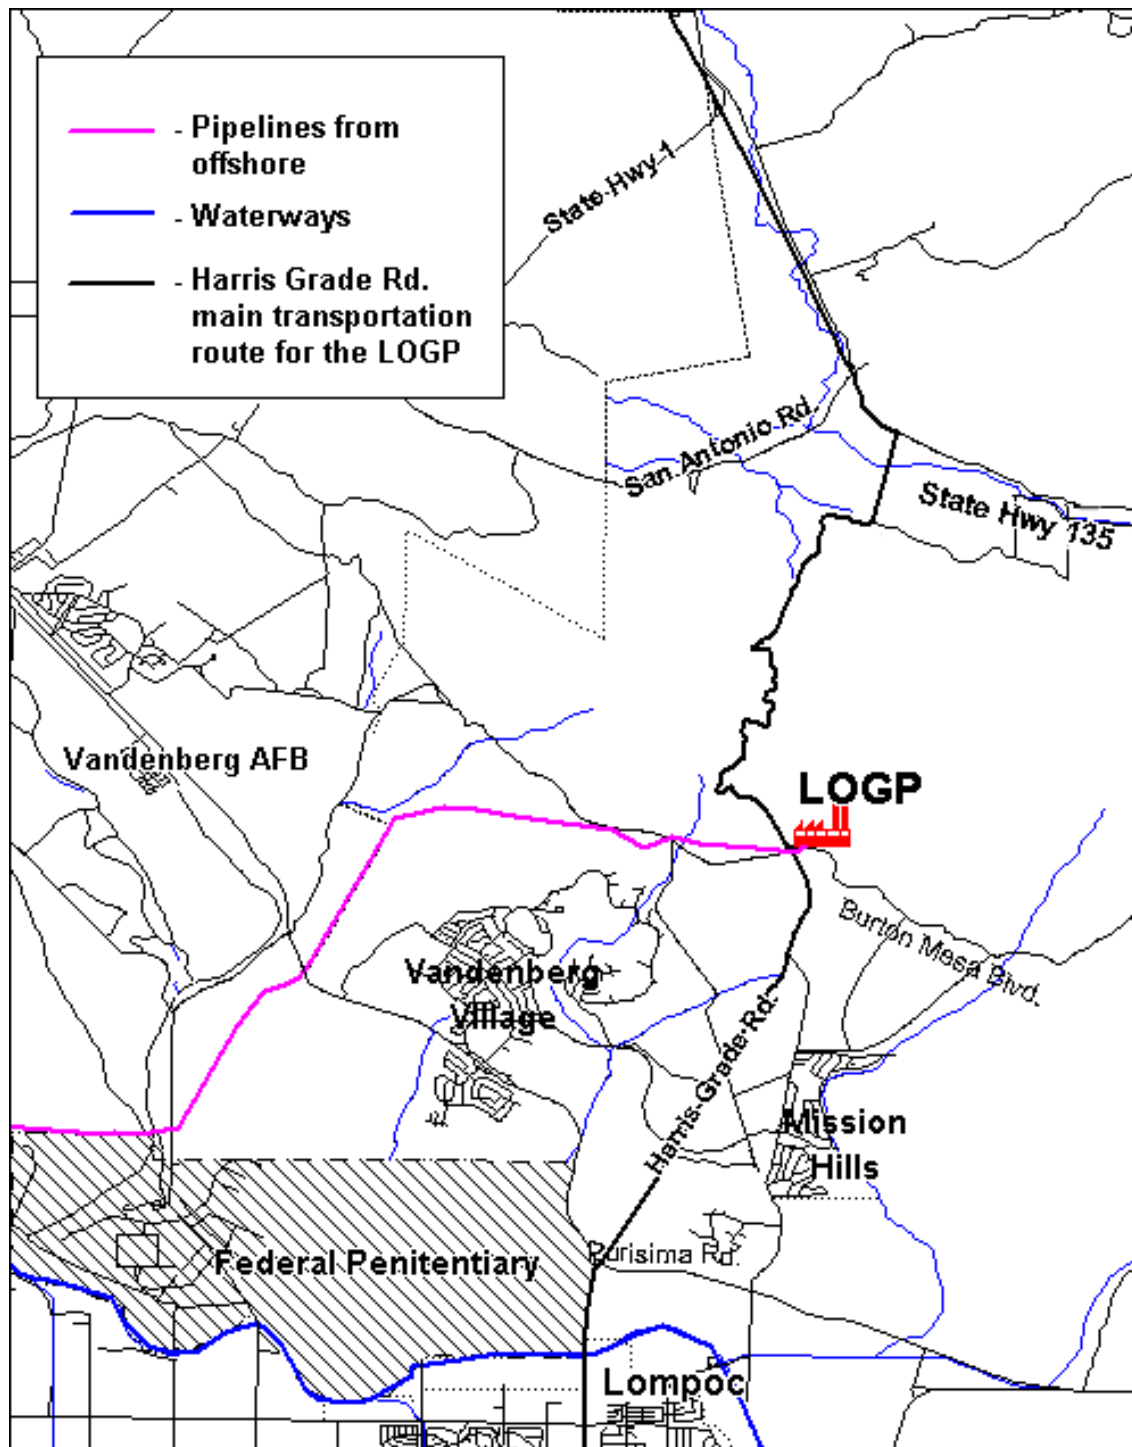 - Pipelines from
offshore
- Waterways
- Harris Grade Rd.
main transportation
route for the LOGP
State Hwy 1
San Antonio Rd.
State Hwy 135
Vandenberg AFB
LOGP
Burton Mesa Blvd.
Vandenberg
Village
Harris Grade Rd.
Mission
Hills
Federal Penitentiary
Purisima Rd.
Lompoc